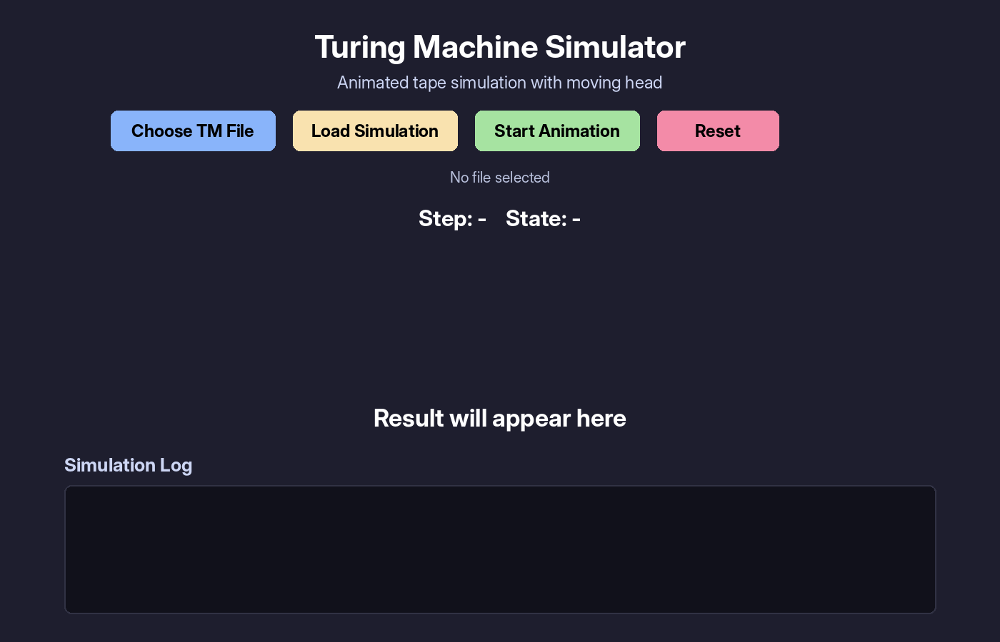 Turing Machine Simulator
Animated tape simulation with moving head
Choose TM File Load Simulation Start Animation Reset
No file selected
Step: - State: -
Result will appear here
Simulation Log